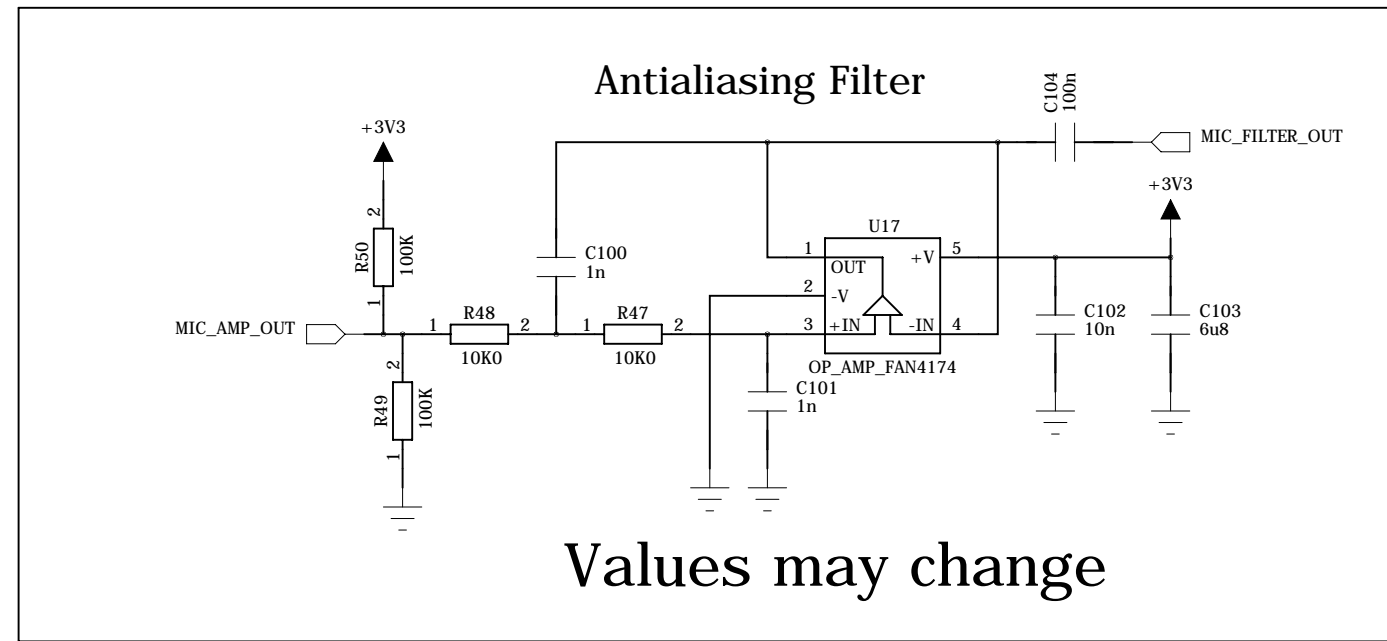 Antialiasing Filter
C104
100n
+3V3
MIC_FILTER_OUT
+3V3
U17
2
R50
100K
1
C100
1n
1
OUT
+V
5
2
-V
C102
10n
C103
6u8
MIC_AMP_OUT
1
R48
2
10K0
1
R47
2
10K0
3
+IN
-IN
4
OP_AMP_FAN4174
2
R49
100K
1
C101
1n
Values may change